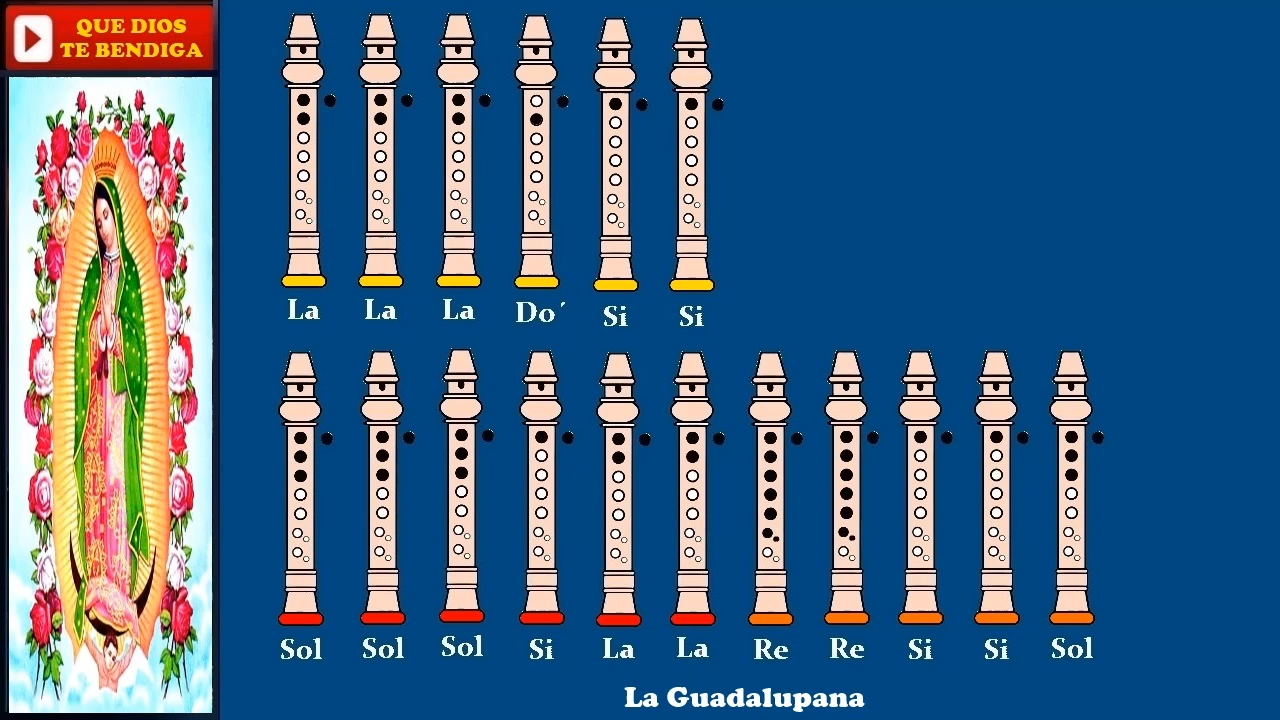 QUE DIOS
TE BENDIGA
La La La Do´ Si Si
Sol Sol Sol Si La La Re Re Si Si Sol
La Guadalupana